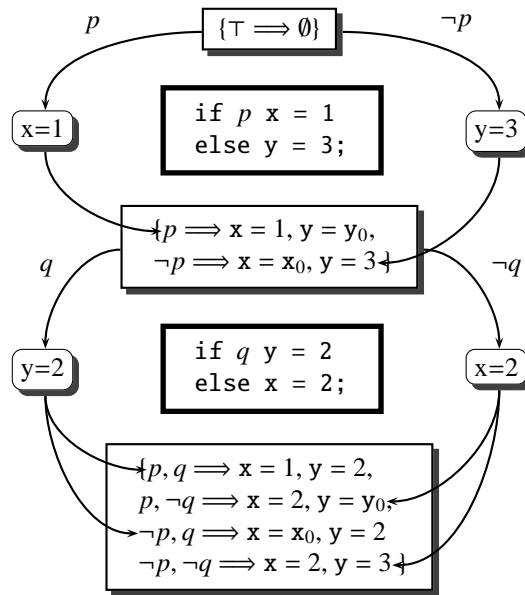 p
{⊤ ⟹ ∅}
¬p
if p x = 1
else y = 3;
x=1
y=3
{p ⟹ x = 1, y = y₀,
¬p ⟹ x = x₀, y = 3}
q
¬q
if q y = 2
else x = 2;
y=2
x=2
{p, q ⟹ x = 1, y = 2,
p, ¬q ⟹ x = 2, y = y₀,
¬p, q ⟹ x = x₀, y = 2
¬p, ¬q ⟹ x = 2, y = 3}